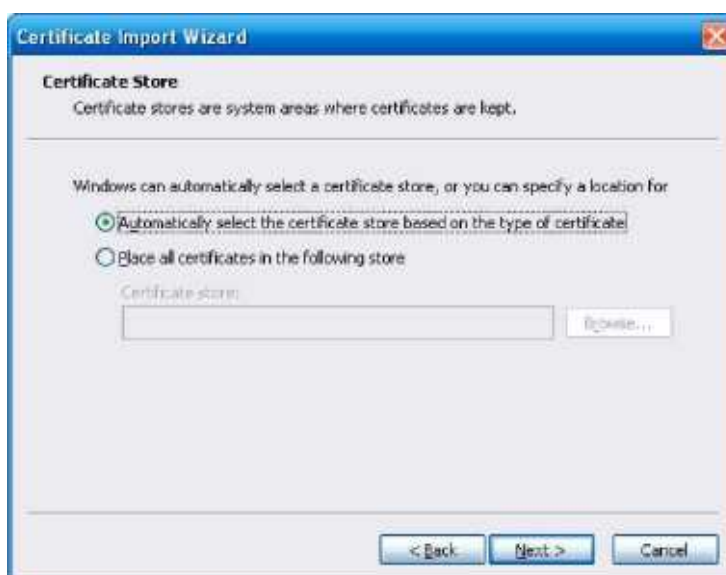 Certificate Import Wizard
Certificate Store
Certificate stores are system areas where certificates are kept.
Windows can automatically select a certificate store, or you can specify a location for
Automatically select the certificate store based on the type of certificate
Place all certificates in the following store
Certificate store:
Browse...
< Back
Next >
Cancel